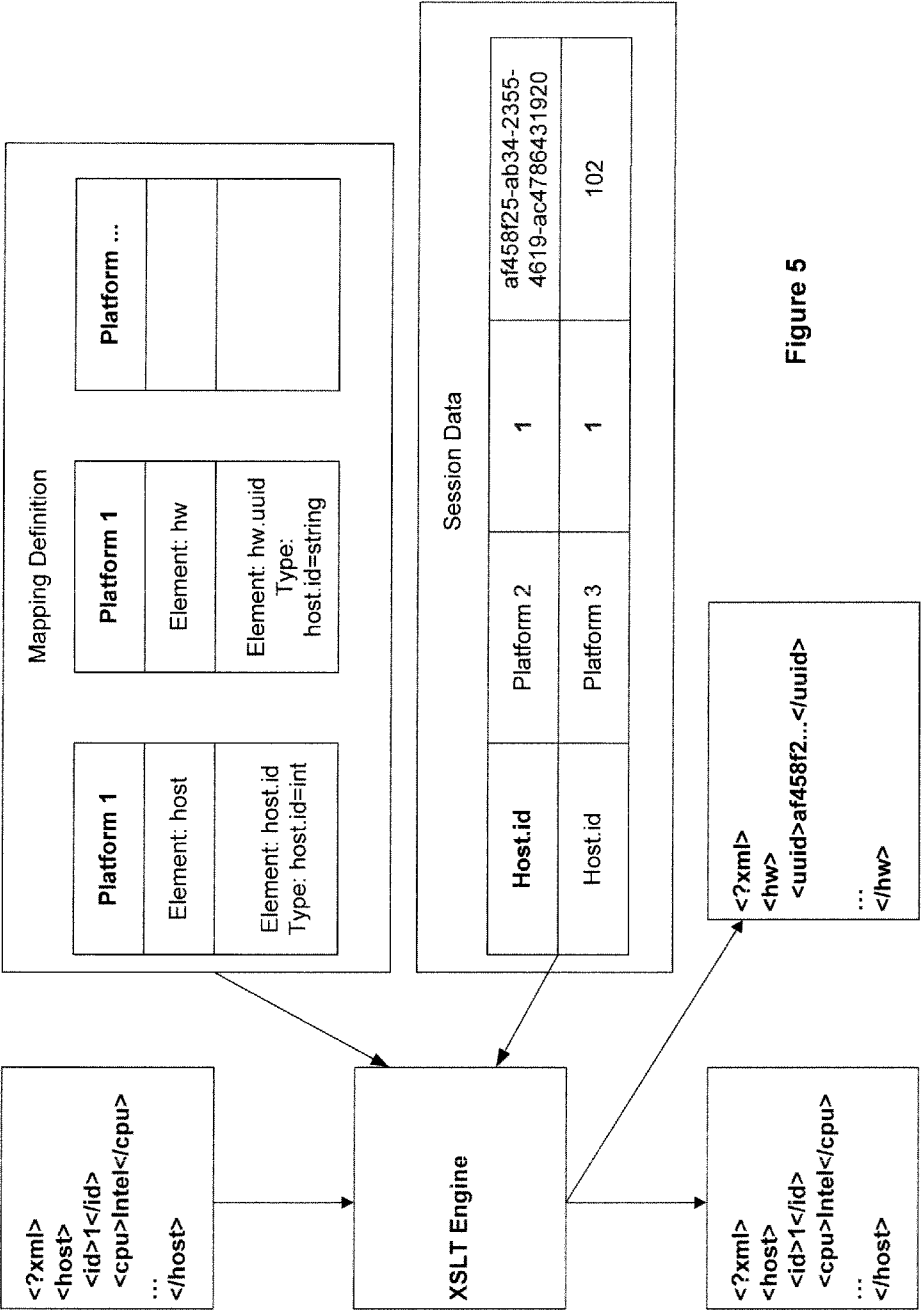 <?xml>
<host>
<id>1</id>
<cpu>Intel</cpu>
...
</host>
XSLT Engine
<?xml>
<host>
<id>1</id>
<cpu>Intel</cpu>
...
</host>
Mapping Definition
Platform 1
Element: host
Element: host.id
Type: host.id=int
Platform 1
Element: hw
Element: hw.uuid
Type:
host.id=string
Platform ...
Session Data
Host.id
Platform 2
1
af458f25-ab34-2355-
4619-ac4786431920
Host.id
Platform 3
1
102
<?xml>
<hw>
<uuid>af458f2...</uuid>
...
</hw>
Figure 5